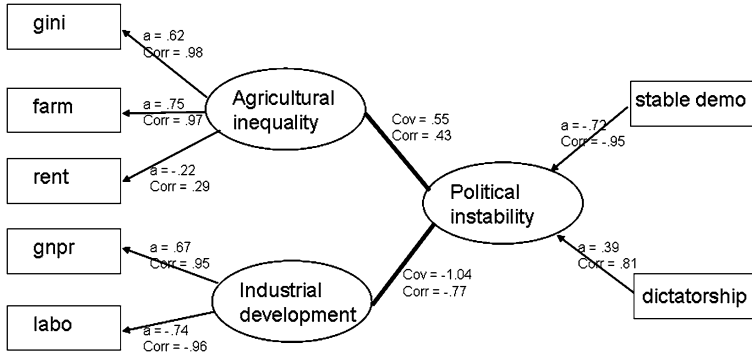 gini
a = .62
Corr = .98
farm
a = .75
Corr = .97
rent
a = -.22
Corr = .29
Agricultural
inequality
Cov = .55
Corr = .43
stable demo
a = -.72
Corr = -.95
Political
instability
gnpr
a = .67
Corr = .95
labo
a = -.74
Corr = -.96
Industrial
development
Cov = -1.04
Corr = -.77
a = .39
Corr = .81
dictatorship